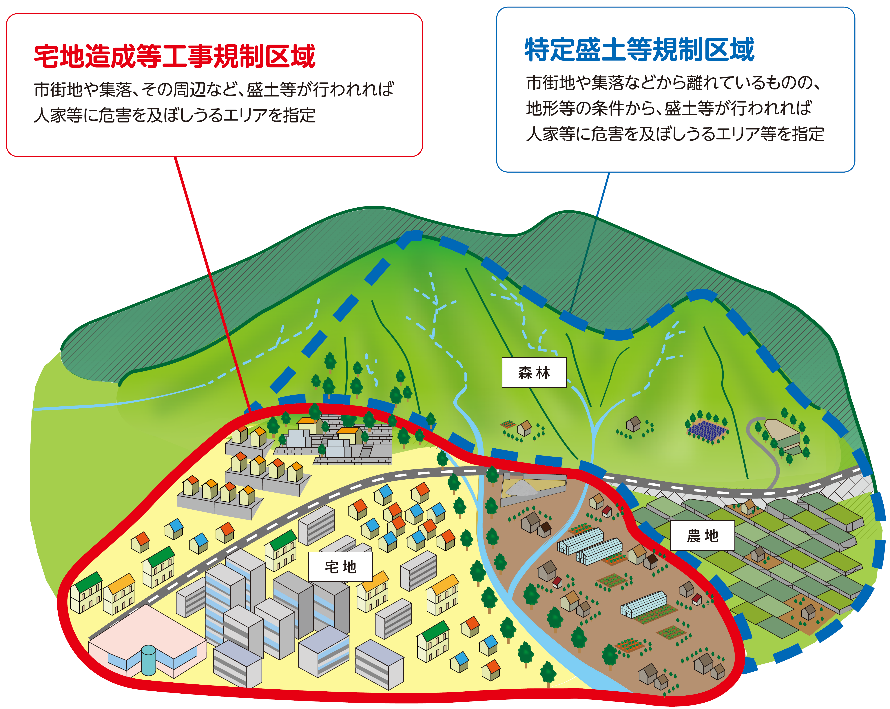 宅地造成等工事規制区域
市街地や集落、その周辺など、盛土等が行われれば
人家等に危害を及ぼしうるエリアを指定
特定盛土等規制区域
市街地や集落などから離れているものの、
地形等の条件から、盛土等が行われれば
人家等に危害を及ぼしうるエリア等を指定
森林
農地
宅地